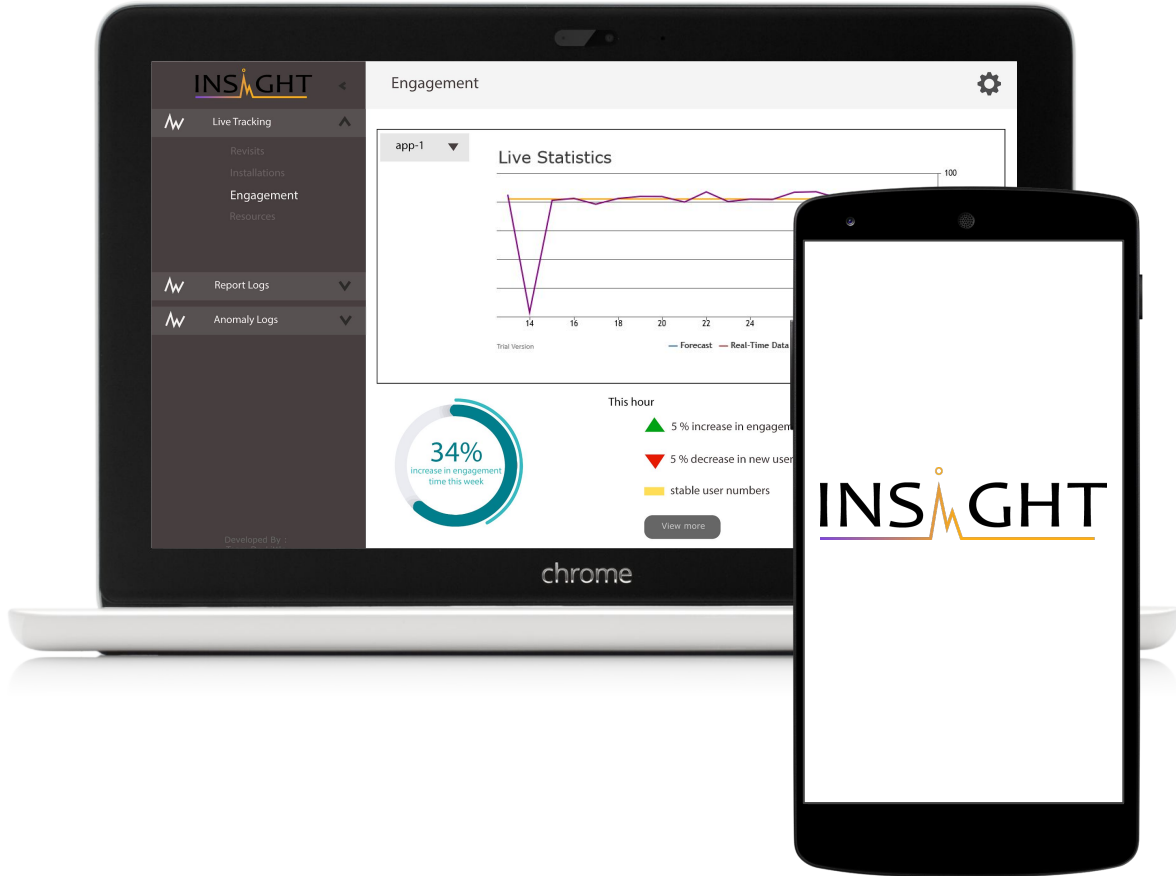 INSIGHT
<
Engagement
Live Tracking
Revisits
Installations
Engagement
Resources
Report Logs
Anomaly Logs
Developed By :
app-1
Live Statistics
100
14 16 18 20 22 24
Trial Version
Forecast Real-Time Data
34%
increase in engagement
time this week
This hour
5 % increase in engagem
5 % decrease in new user
stable user numbers
View more
chrome
INSIGHT